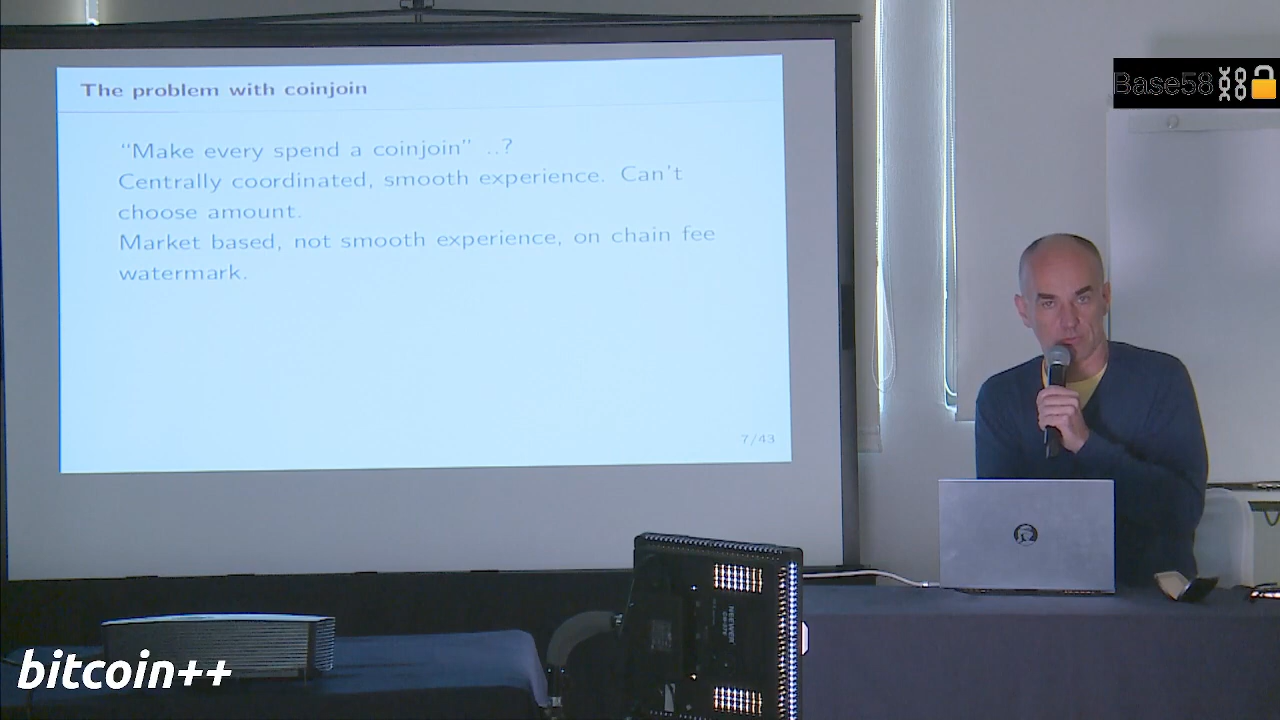 The problem with coinjoin
“Make every spend a coinjoin” ..?
Centrally coordinated, smooth experience. Can't
choose amount.
Market based, not smooth experience, on chain fee
watermark.
7/43
Base58
NEEWER
bitcoin++